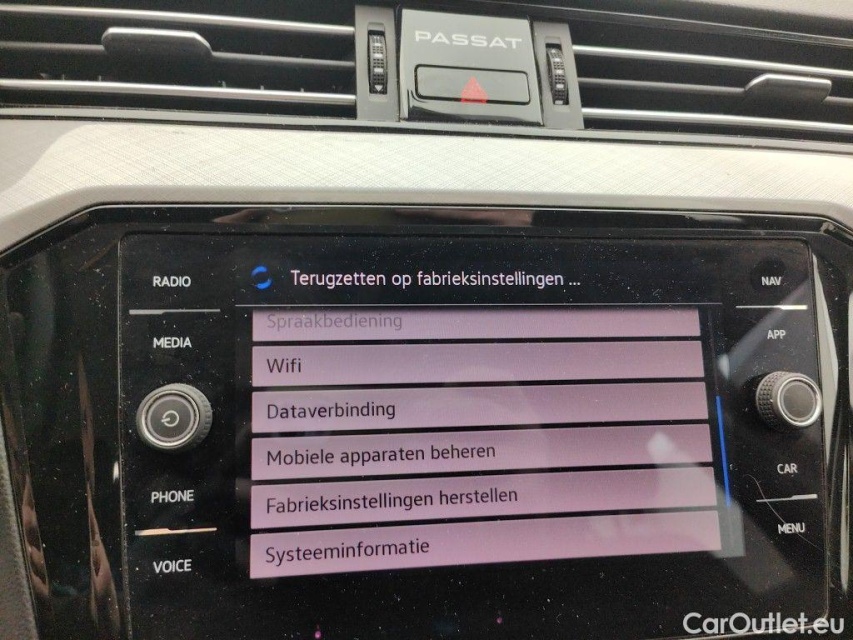 PASSAT
RADIO
Terugzetten op fabrieksinstellingen ...
NAV
Spraakbediening
MEDIA
APP
Wifi
Dataverbinding
Mobiele apparaten beheren
CAR
PHONE
Fabrieksinstellingen herstellen
MENU
VOICE
Systeeminformatie
CarOutlet.eu